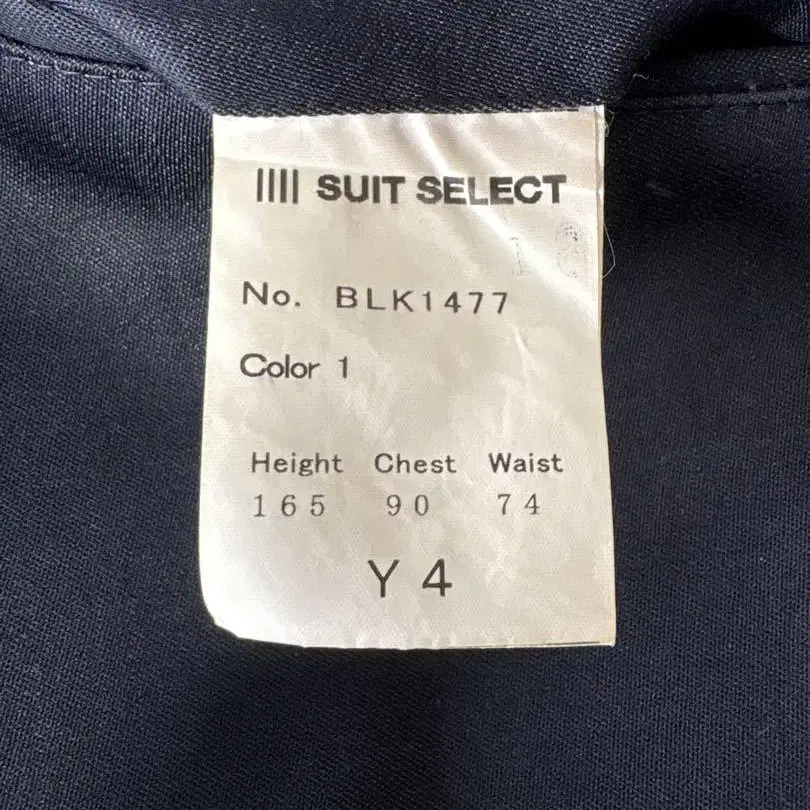 SUIT SELECT
No. BLK1477
Color 1
Height Chest Waist
165 90 74
Y4